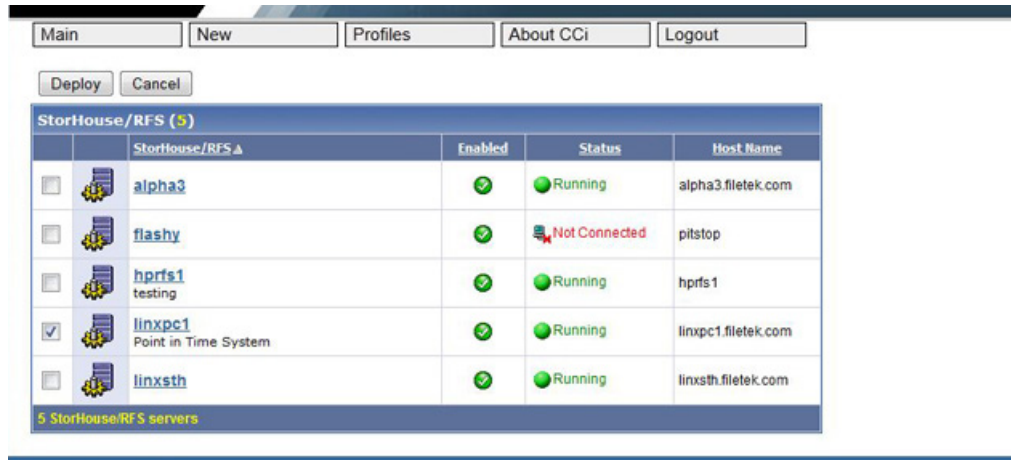 Main New Profiles About CCi Logout
Deploy Cancel
StorHouse/RFS (5)
StorHouse/RFS Enabled Status Host Name
alpha3 Running alpha3.filetek.com
flashy Not Connected pitstop
hprfs1 Running hprfs1
testing
linxpc1 Running linxpc1.filetek.com
Point in Time System
linxsth Running linxsth.filetek.com
5 StorHouse/RFS servers